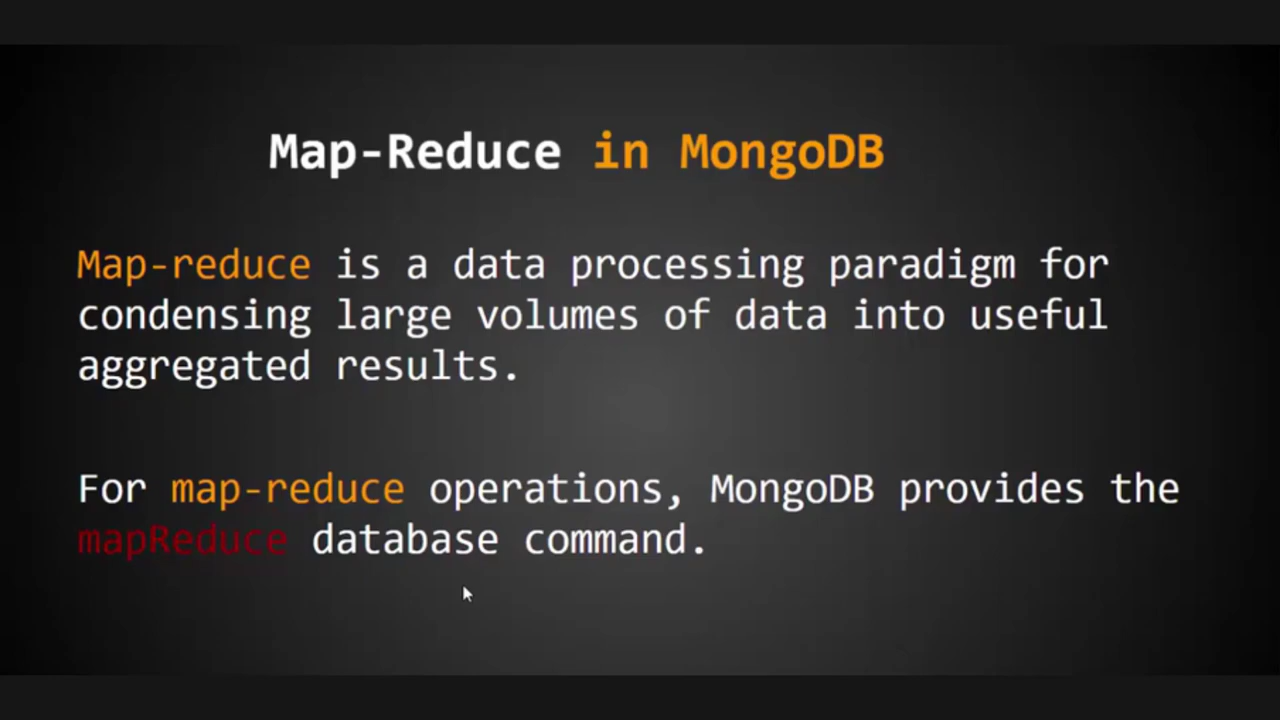 Map-Reduce in MongoDB
Map-reduce is a data processing paradigm for
condensing large volumes of data into useful
aggregated results.
For map-reduce operations, MongoDB provides the
mapReduce database command.